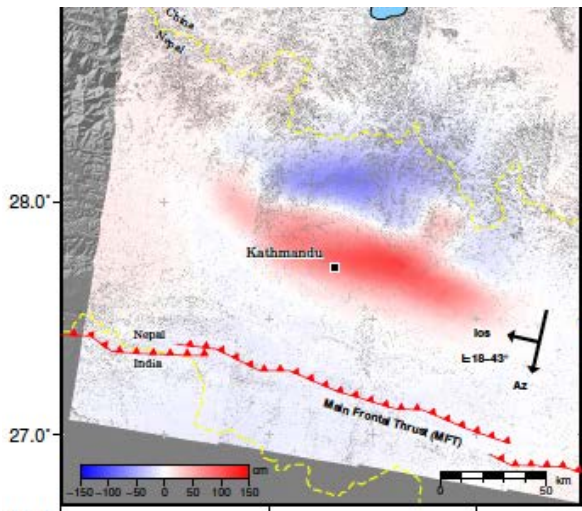 China
Nepal
28.0°
Kathmandu
los
i=18-43°
Az
Nepal
India
Main Frontal Thrust (MFT)
27.0°
cm
-150 -100 -50 0 50 100 150
km
0 50